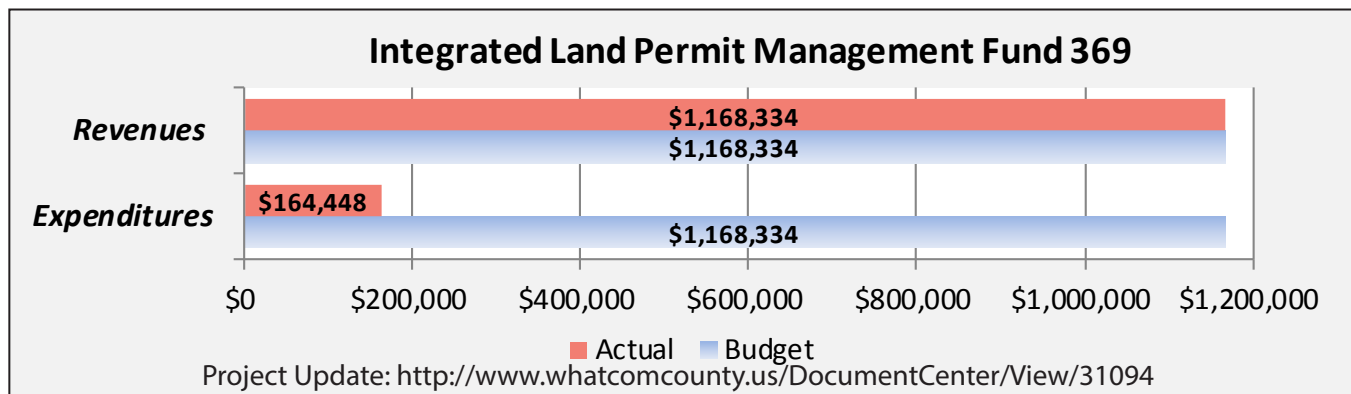 Integrated Land Permit Management Fund 369
Revenues
$1,168,334
$1,168,334
Expenditures
$164,448
$1,168,334
$0 $200,000 $400,000 $600,000 $800,000 $1,000,000 $1,200,000
Actual Budget
Project Update: http://www.whatcomcounty.us/DocumentCenter/View/31094